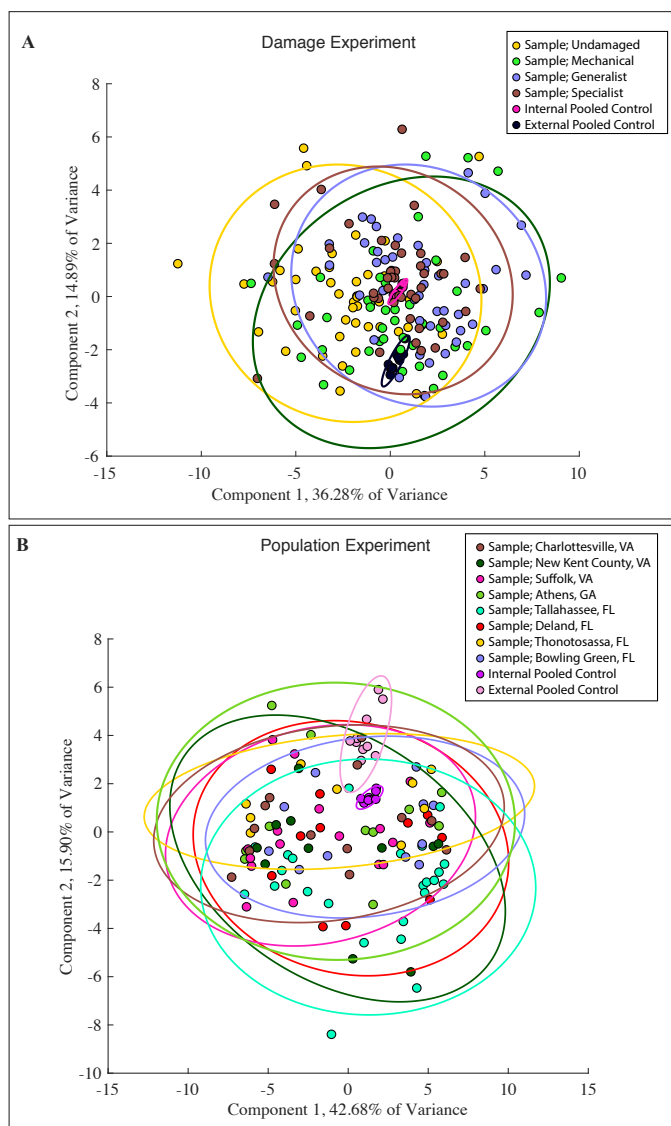 A
Damage Experiment
Sample; Undamaged
Sample; Mechanical
Sample; Generalist
Sample; Specialist
Internal Pooled Control
External Pooled Control
8
6
4
2
0
-2
-4
-6
Component 2, 14.89% of Variance
-15
-10
-5
0
5
10
Component 1, 36.28% of Variance
B
Population Experiment
Sample; Charlottesville, VA
Sample; New Kent County, VA
Sample; Suffolk, VA
Sample; Athens, GA
Sample; Tallahassee, FL
Sample; Deland, FL
Sample; Thonotosassa, FL
Sample; Bowling Green, FL
Internal Pooled Control
External Pooled Control
8
6
4
2
0
-2
-4
-6
-8
-10
Component 2, 15.90% of Variance
-15
-10
-5
0
5
10
15
Component 1, 42.68% of Variance